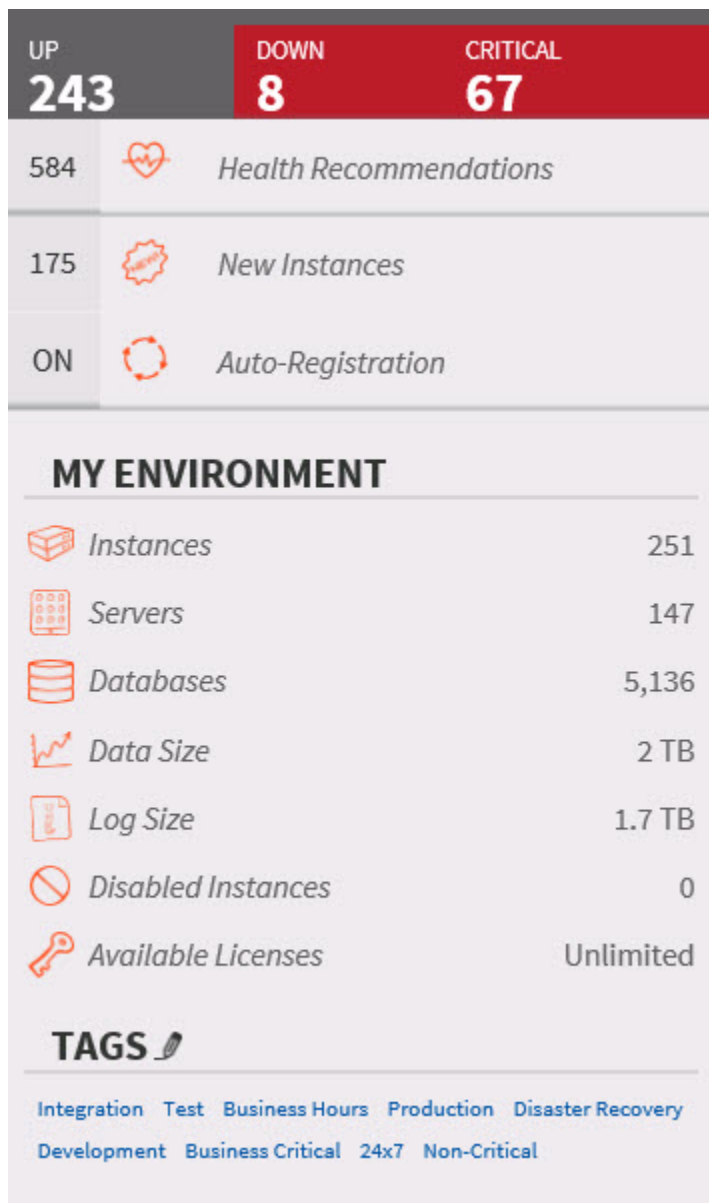 UP DOWN CRITICAL
243 8 67
584 Health Recommendations
175 New Instances
ON Auto-Registration
MY ENVIRONMENT
Instances 251
Servers 147
Databases 5,136
Data Size 2 TB
Log Size 1.7 TB
Disabled Instances 0
Available Licenses Unlimited
TAGS
Integration Test Business Hours Production Disaster Recovery
Development Business Critical 24x7 Non-Critical